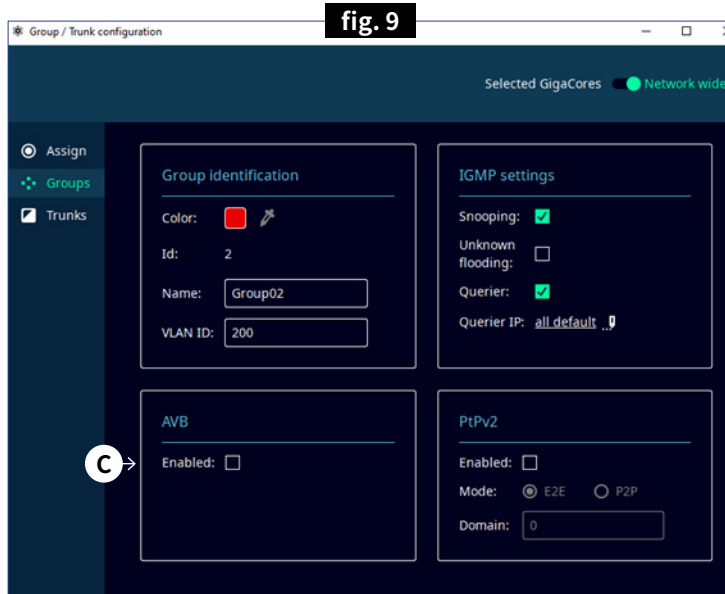 fig. 9
Group / Trunk configuration
Selected GigaCores Network wide
Assign
Groups
Trunks
Group identification
Color:
Id: 2
Name: Group02
VLAN ID: 200
IGMP settings
Snooping:
Unknown
flooding:
Querier:
Querier IP: all default
AVB
C
Enabled:
PtPv2
Enabled:
Mode: E2E P2P
Domain: 0